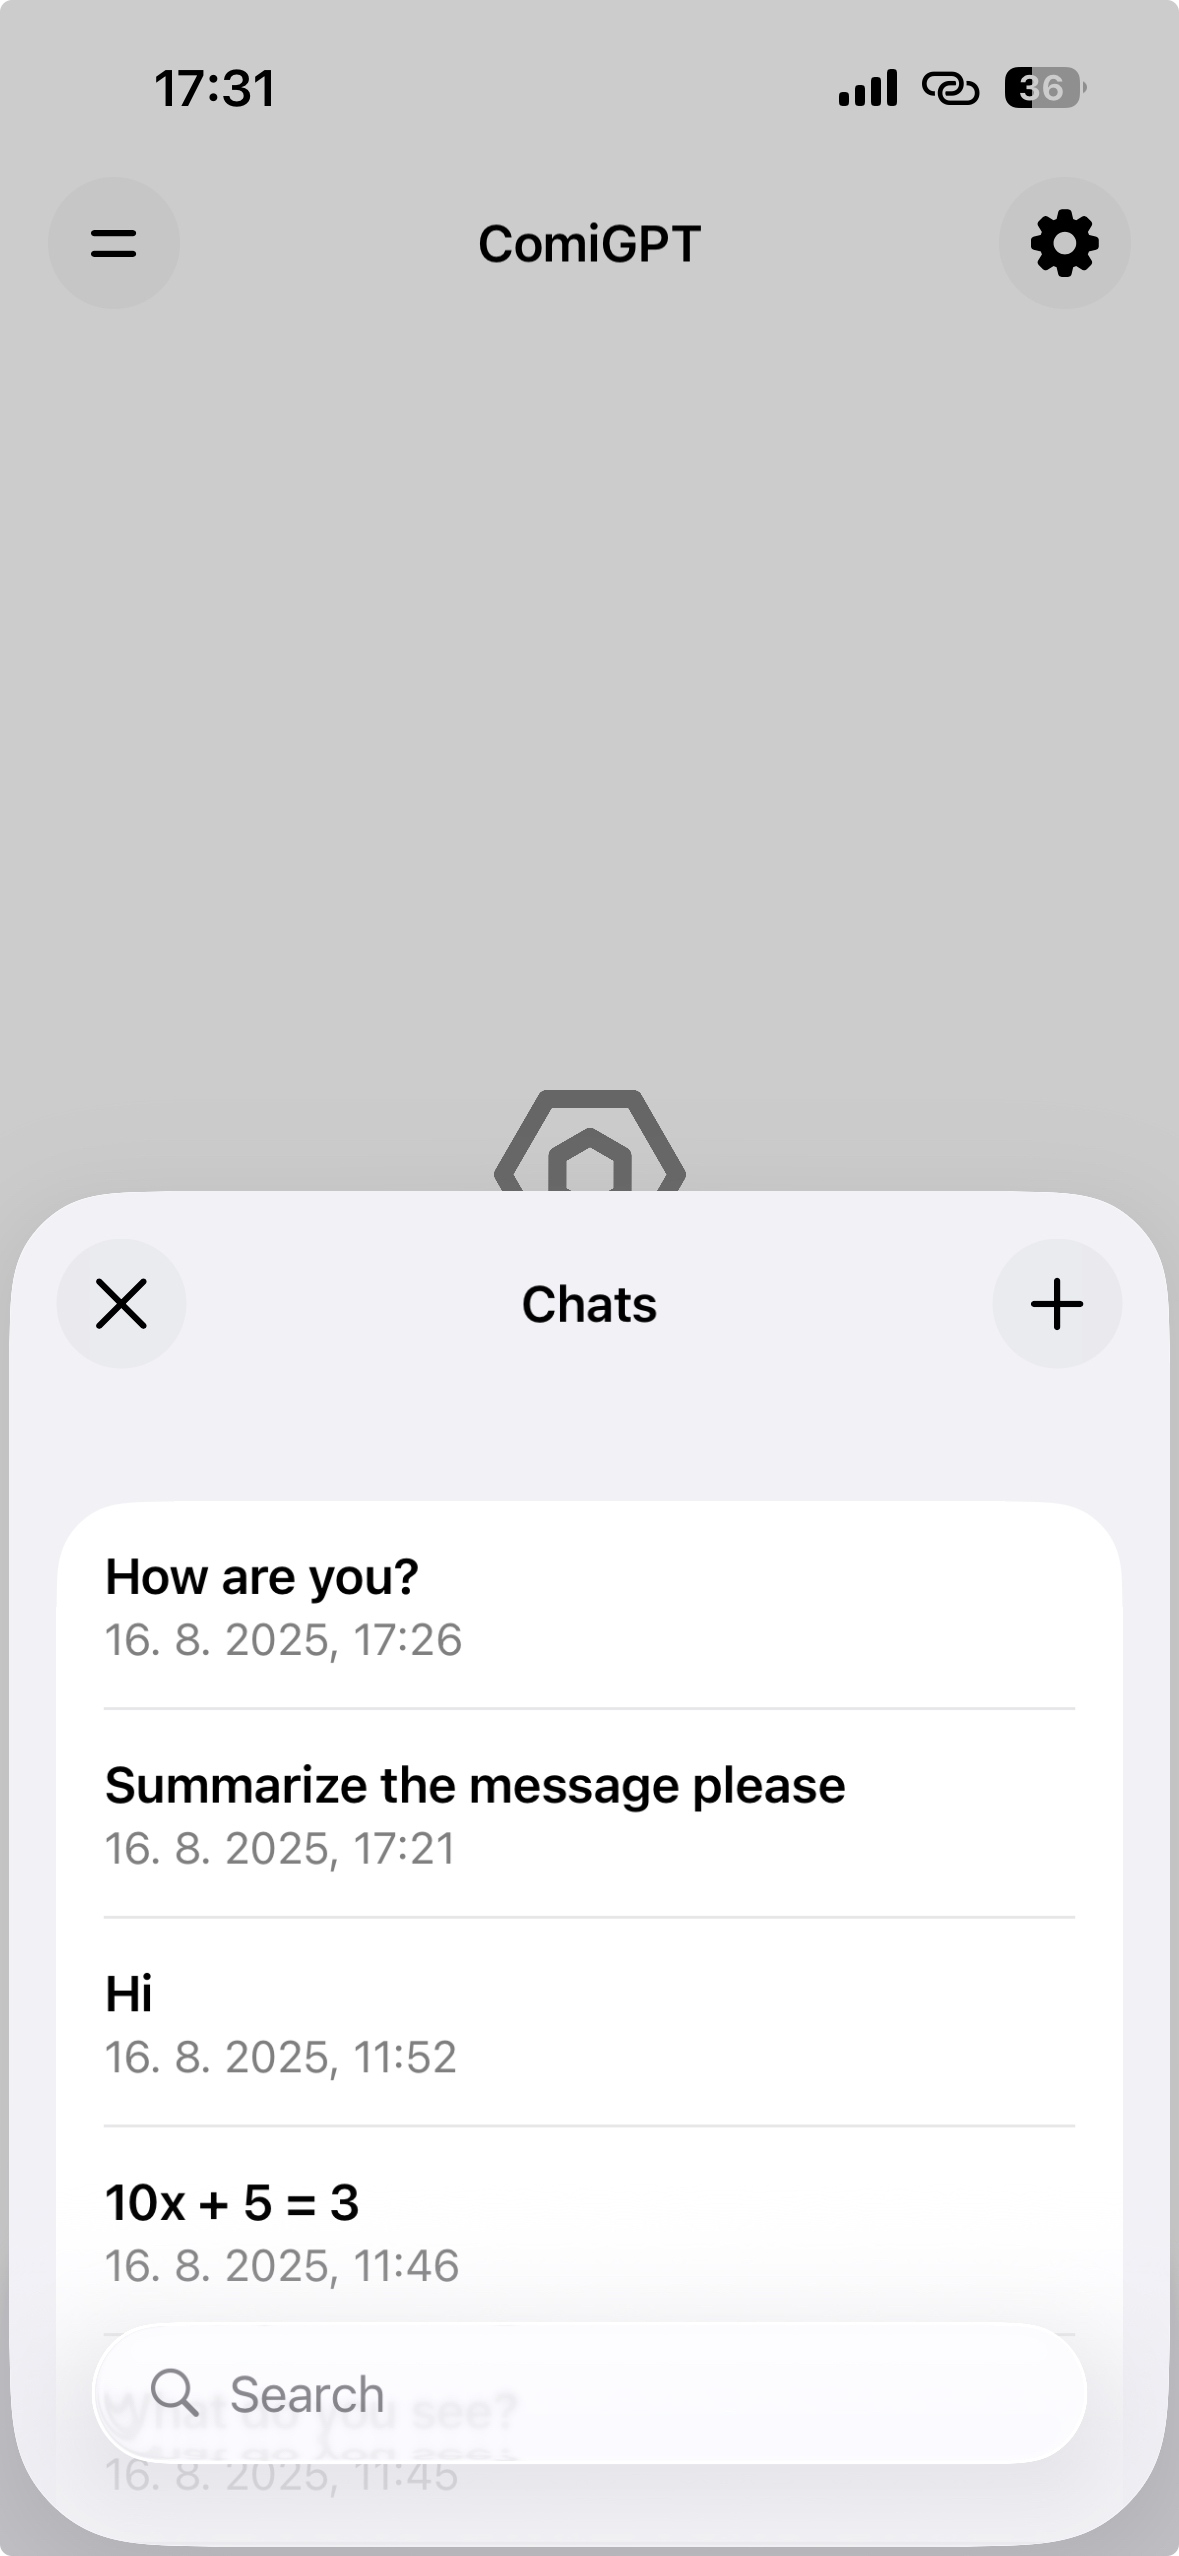 17:31
36
ComiGPT
Chats
How are you?
16. 8. 2025, 17:26
Summarize the message please
16. 8. 2025, 17:21
Hi
16. 8. 2025, 11:52
10x + 5 = 3
16. 8. 2025, 11:46
Search
What do you see?
16. 8. 2025, 11:45